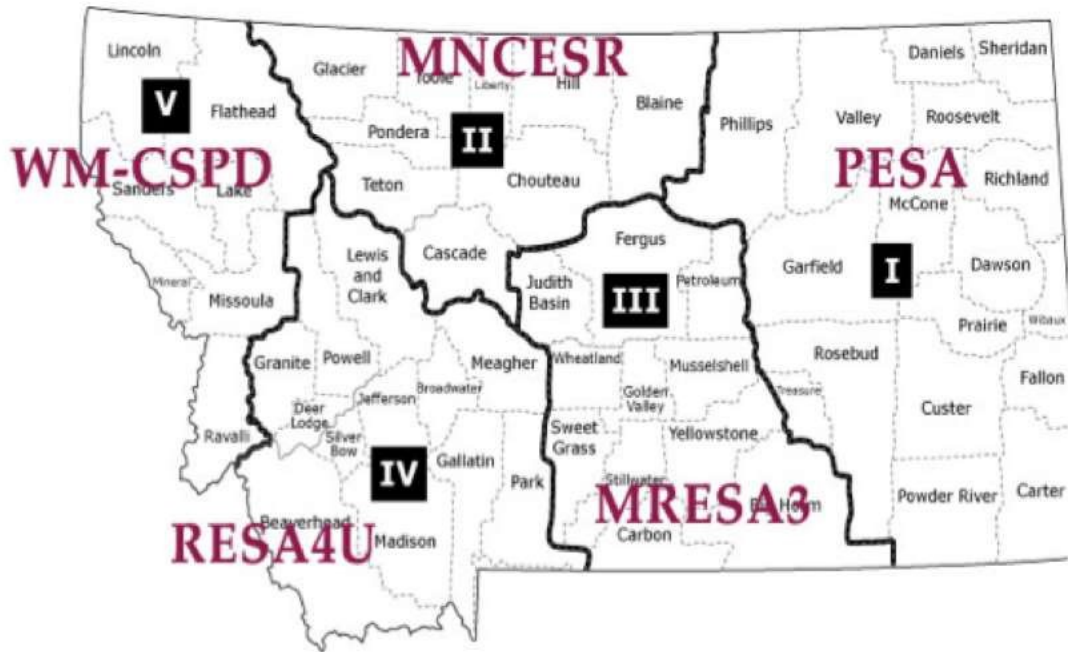 Lincoln
V
Flathead
WM-CSPD
Sanders
Lake
Mineral
Missoula
Ravalli
MNCESR
Glacier
Toole
Liberty
Hill
Blaine
Pondera
II
Teton
Chouteau
Cascade
Daniels
Sheridan
Phillips
Valley
Roosevelt
PESA
Richland
McCone
Garfield
I
Dawson
Prairie
Wibaux
Rosebud
Treasure
Fallon
Custer
Powder River
Carter
Fergus
Judith
Basin
III
Petroleum
Wheatland
Musselshell
Golden
Valley
Sweet
Grass
Yellowstone
Stillwater
MRESA3
Big Horn
Carbon
Lewis
and
Clark
Granite
Powell
Meagher
Jefferson
Broadwater
Deer
Lodge
Silver
Bow
Gallatin
IV
Park
Beaverhead
RESA4U
Madison